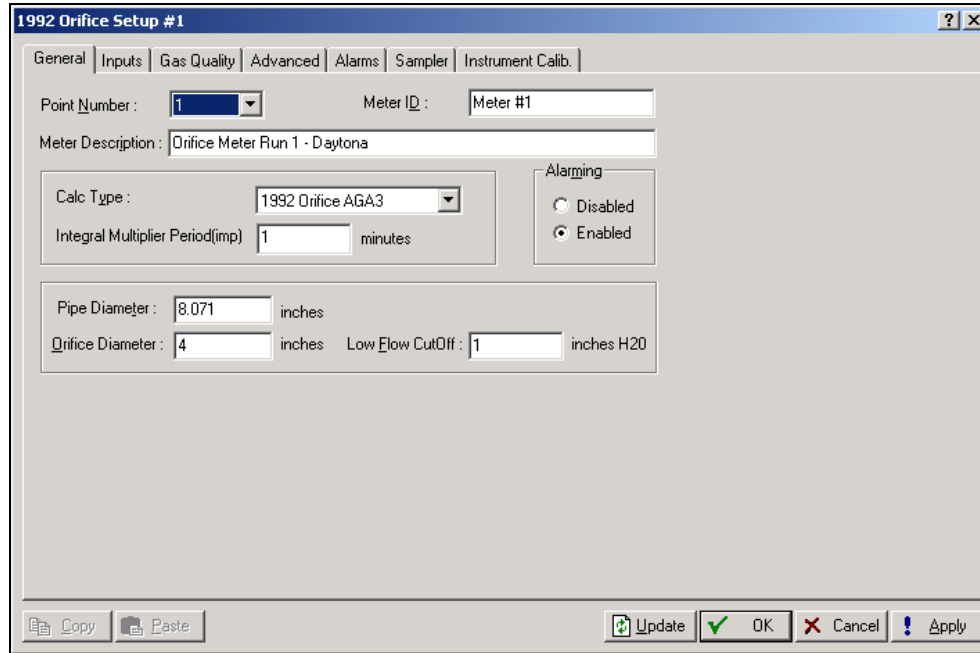 1992 Orifice Setup #1
General Inputs Gas Quality Advanced Alarms Sampler Instrument Calib.
Point Number : 1 Meter ID : Meter #1
Meter Description : Orifice Meter Run 1 - Daytona
Alarming
Calc Type : 1992 Orifice AGA3 Disabled
Integral Multiplier Period(imp) 1 minutes Enabled
Pipe Diameter : 8.071 inches
Orifice Diameter : 4 inches Low Flow CutOff : 1 inches H20
Copy Paste Update OK Cancel Apply